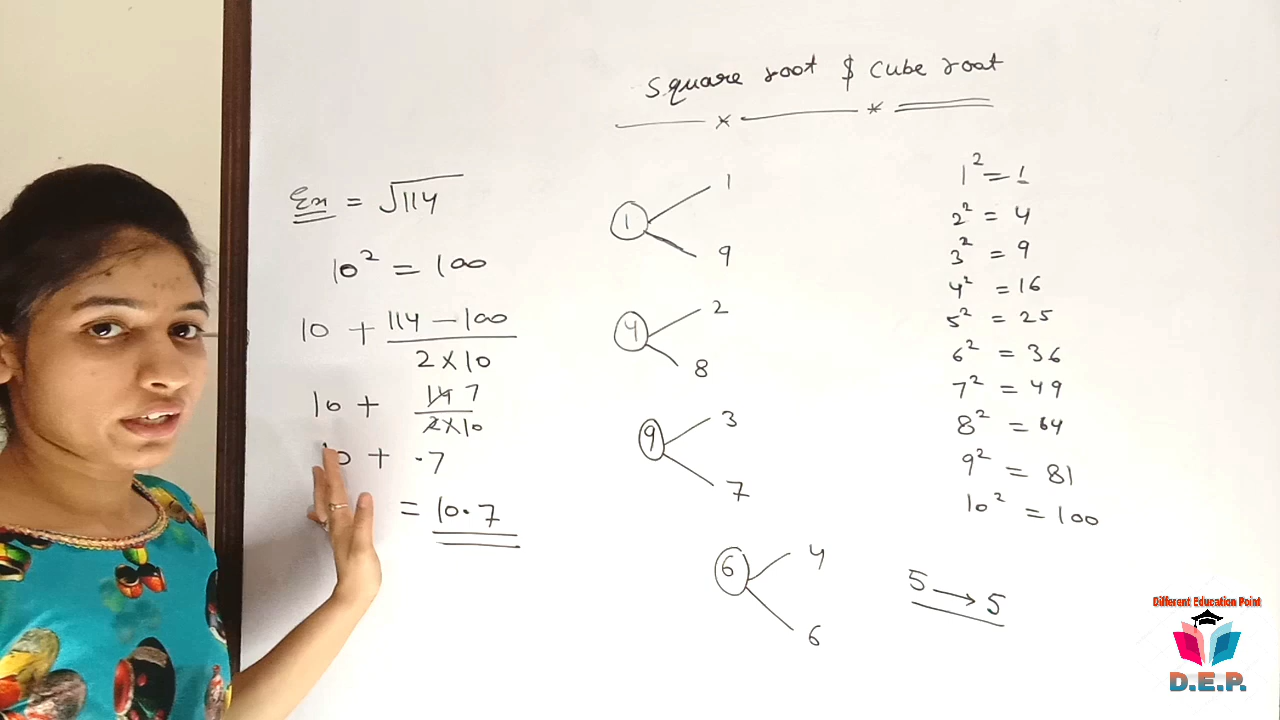 Square root $ Cube root
Ex = √114
10² = 100
10 + 114 - 100
2 × 10
10 + 14 7
2×10
10 + .7
= 10.7
1
1
9
4
2
8
9
3
7
6
4
6
1² = 1
2² = 4
3² = 9
4² = 16
5² = 25
6² = 36
7² = 49
8² = 64
9² = 81
10² = 100
5 → 5
Different Education Point
D.E.P.